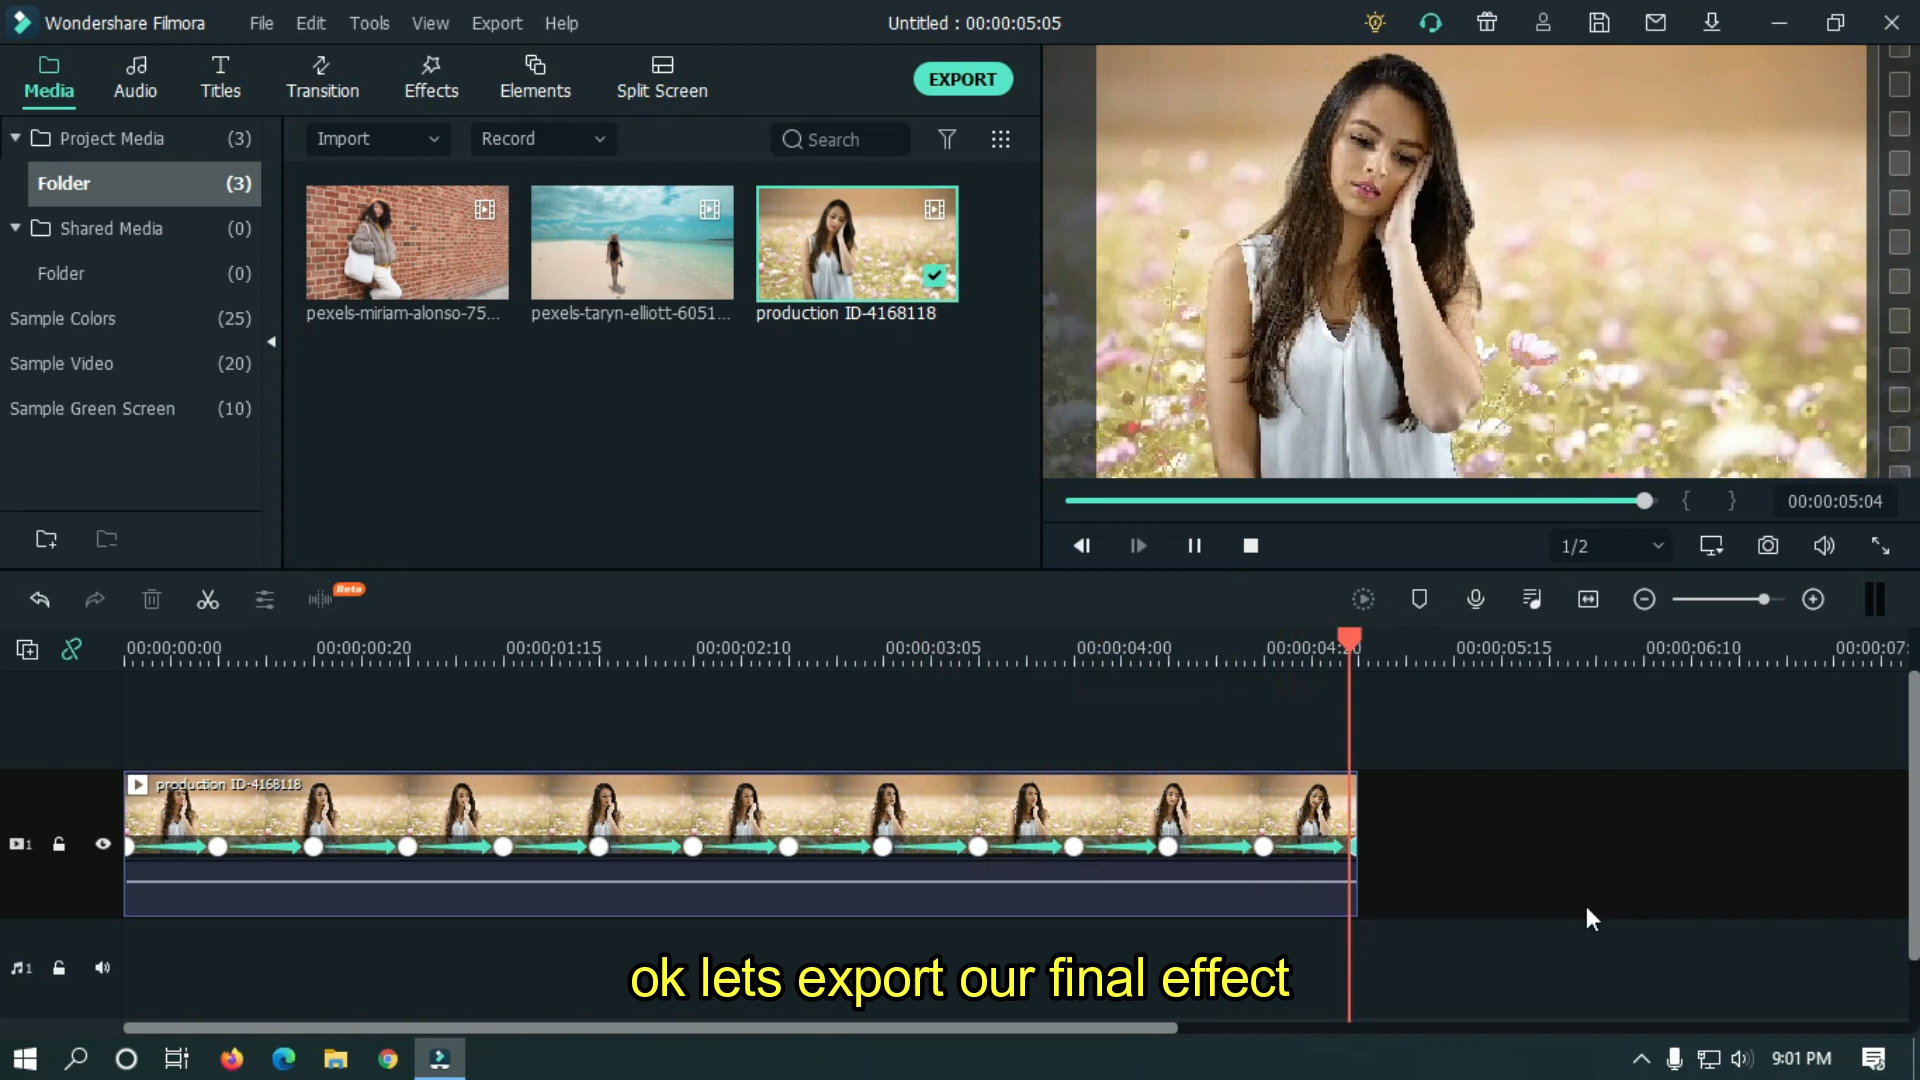 Wondershare Filmora
File Edit Tools View Export Help
Untitled : 00:00:05:05
Media Audio Titles Transition Effects Elements Split Screen
EXPORT
Project Media (3)
Folder (3)
Shared Media (0)
Folder (0)
Sample Colors (25)
Sample Video (20)
Sample Green Screen (10)
Import Record Search
pexels-miriam-alonso-75... pexels-taryn-elliott-6051... production ID-4168118
{ } 00:00:05:04
1/2
Beta
00:00:00:00 00:00:00:20 00:00:01:15 00:00:02:10 00:00:03:05 00:00:04:00 00:00:04:20 00:00:05:15 00:00:06:10 00:00:07:
production ID-4168118
1
1
ok lets export our final effect
9:01 PM